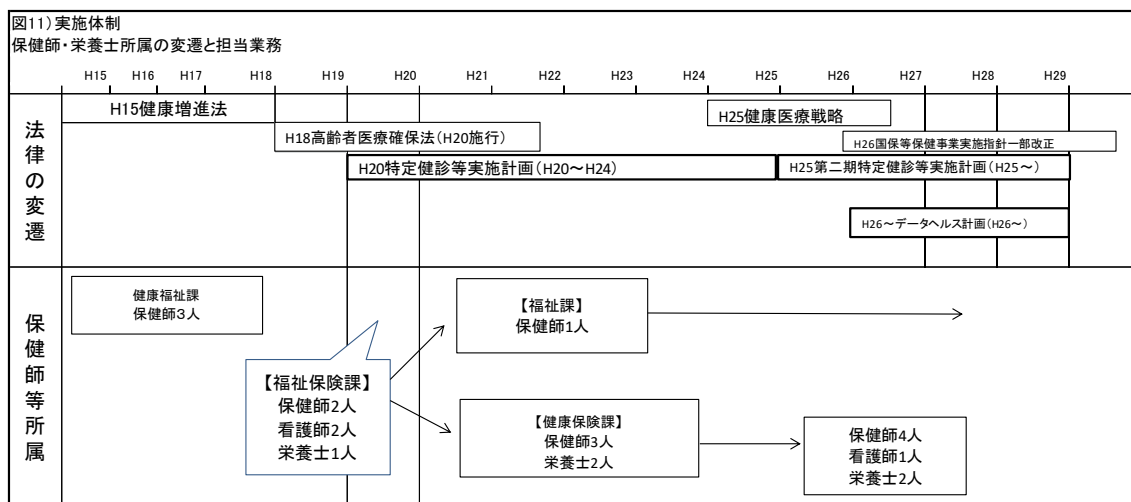 図11)実施体制
保健師・栄養士所属の変遷と担当業務
H15 H16 H17 H18 H19 H20 H21 H22 H23 H24 H25 H26 H27 H28 H29
法律の変遷
H15健康増進法
H25健康医療戦略
H18高齢者医療確保法(H20施行)
H26国保等保健事業実施指針一部改正
H20特定健診等実施計画(H20～H24)
H25第二期特定健診等実施計画(H25～)
H26～データヘルス計画(H26～)
保健師等所属
健康福祉課
保健師3人
【福祉保険課】
保健師2人
看護師2人
栄養士1人
【福祉課】
保健師1人
【健康保険課】
保健師3人
栄養士2人
保健師4人
看護師1人
栄養士2人